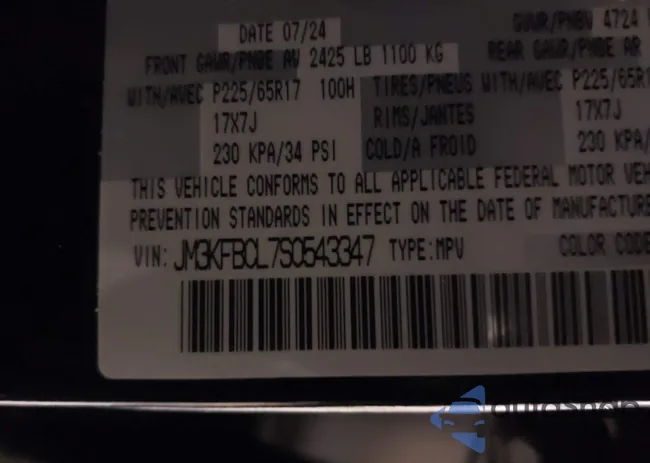 DATE 07/24
GVWR/PNBV 4724
FRONT GAWR/PNBE AV 2425 LB 1100 KG REAR GAWR/PNBE AR
WITH/AVEC P225/65R17 100H TIRES/PNEUS WITH/AVEC P225/65R17
17X7J RIMS/JANTES 17X7J
230 KPA/34 PSI COLD/A FROID 230 KPA/
THIS VEHICLE CONFORMS TO ALL APPLICABLE FEDERAL MOTOR VEH
PREVENTION STANDARDS IN EFFECT ON THE DATE OF MANUFACTURE
VIN: JM3KFBCL7S0543347 TYPE:MPV COLOR CODE